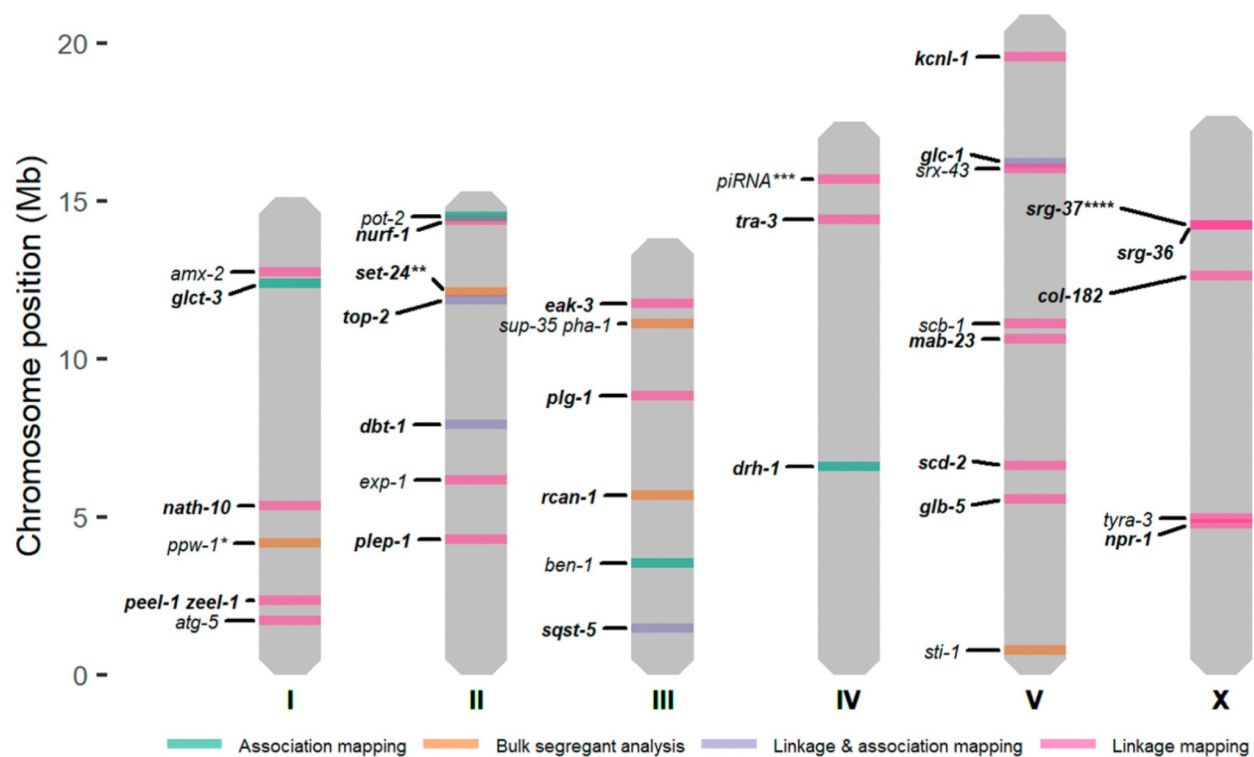 Chromosome position (Mb)
20
15
10
5
0
amx-2
glct-3
nath-10
ppw-1*
peel-1 zeel-1
atg-5
I
pot-2
nurf-1
set-24**
top-2
dbt-1
exp-1
plep-1
II
eak-3
sup-35 pha-1
plg-1
rcan-1
ben-1
sqst-5
III
piRNA***
tra-3
drh-1
IV
kcnl-1
glc-1
srx-43
scb-1
mab-23
scd-2
glb-5
sti-1
V
srg-37****
srg-36
col-182
tyra-3
npr-1
X
Association mapping
Bulk segregant analysis
Linkage & association mapping
Linkage mapping